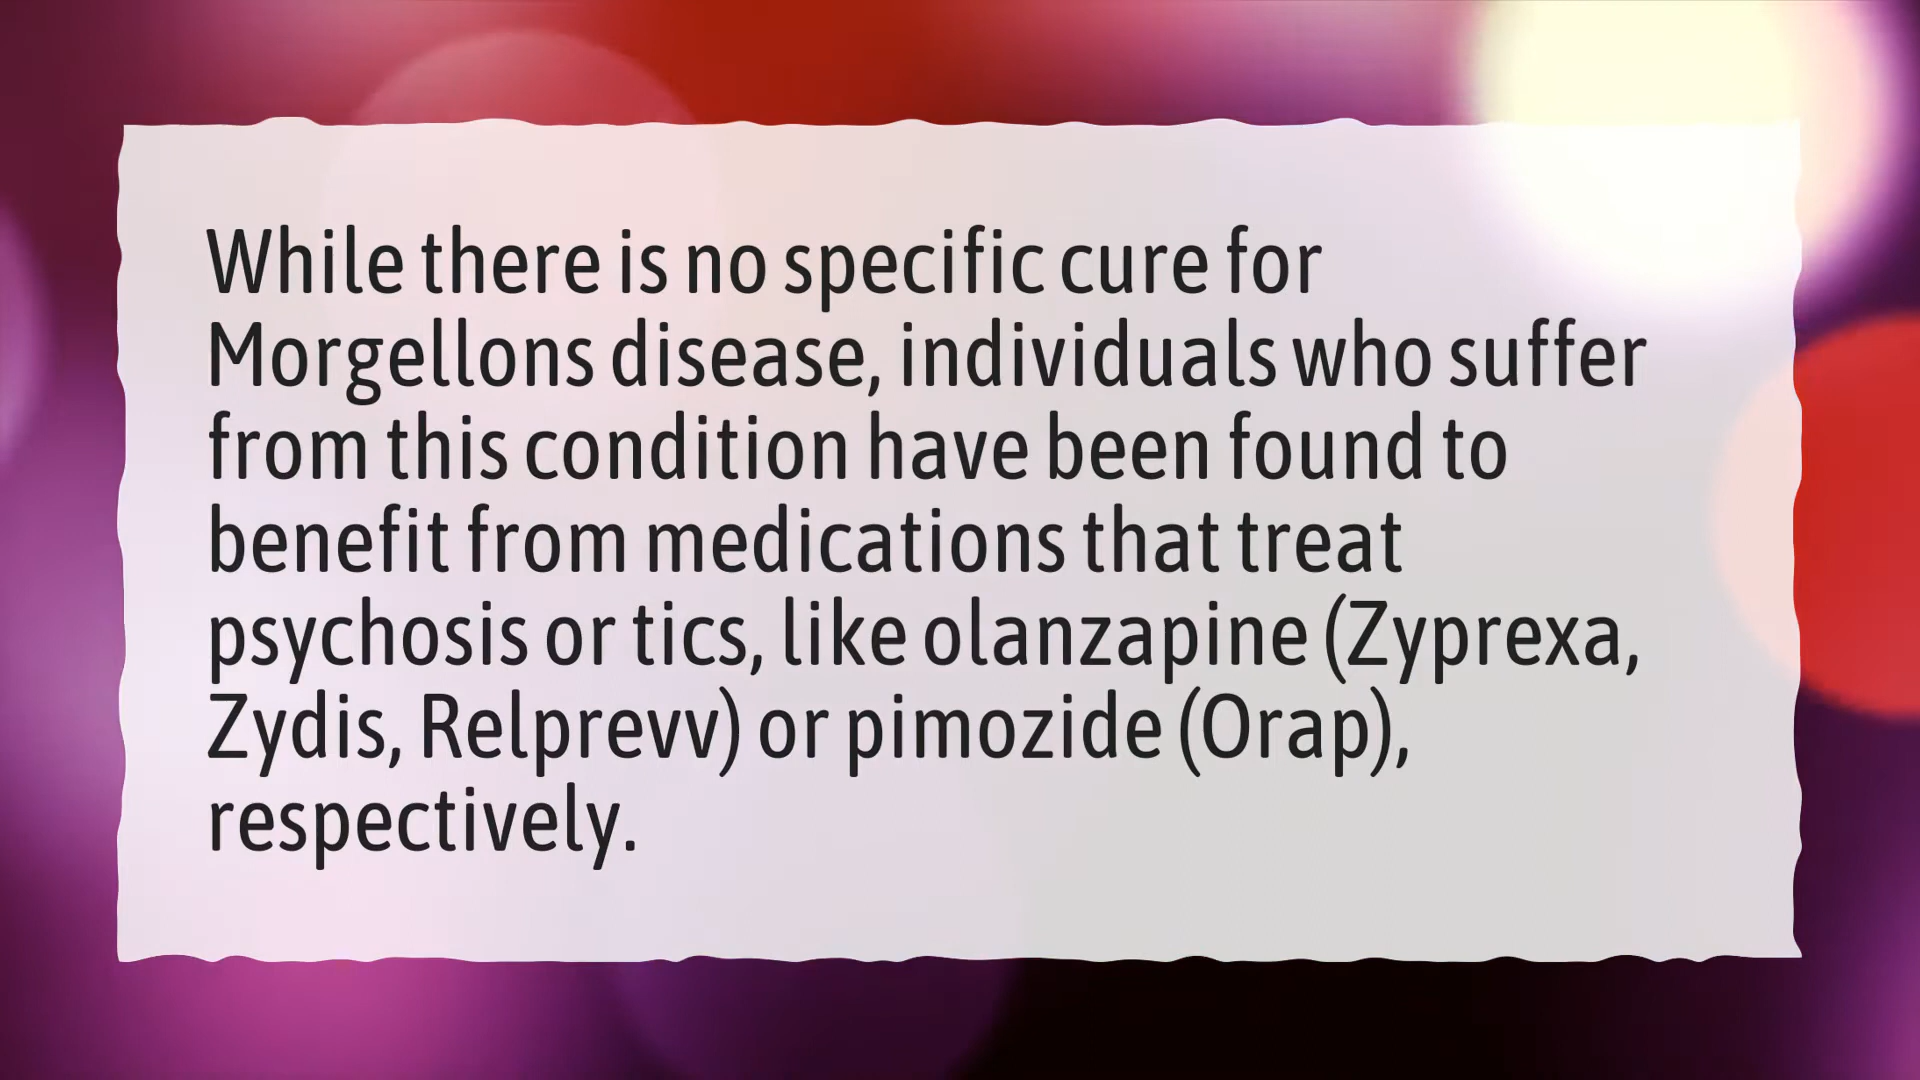 While there is no specific cure for
Morgellons disease, individuals who suffer
from this condition have been found to
benefit from medications that treat
psychosis or tics, like olanzapine (Zyprexa,
Zydis, Relprevv) or pimozide (Orap),
respectively.